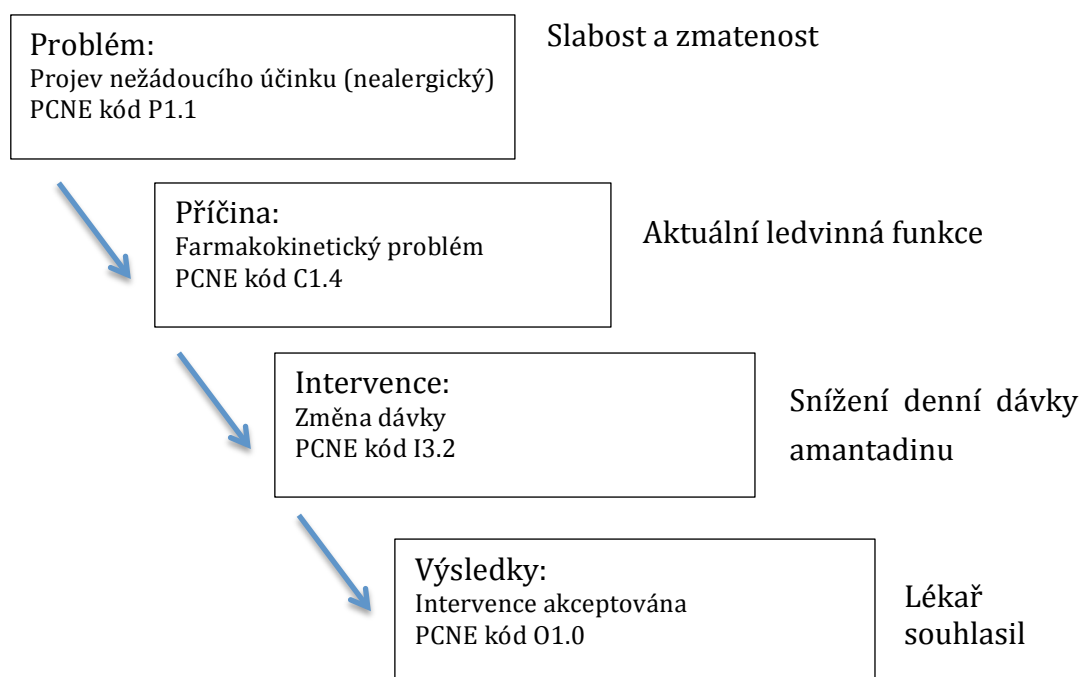 Problém:
Projev nežádoucího účinku (nealergický)
PCNE kód P1.1
Slabost a zmatenost
Příčina:
Farmakokinetický problém
PCNE kód C1.4
Aktuální ledvinná funkce
Intervence:
Změna dávky
PCNE kód I3.2
Snížení denní dávky
amantadinu
Výsledky:
Intervence akceptována
PCNE kód O1.0
Lékař
souhlasil